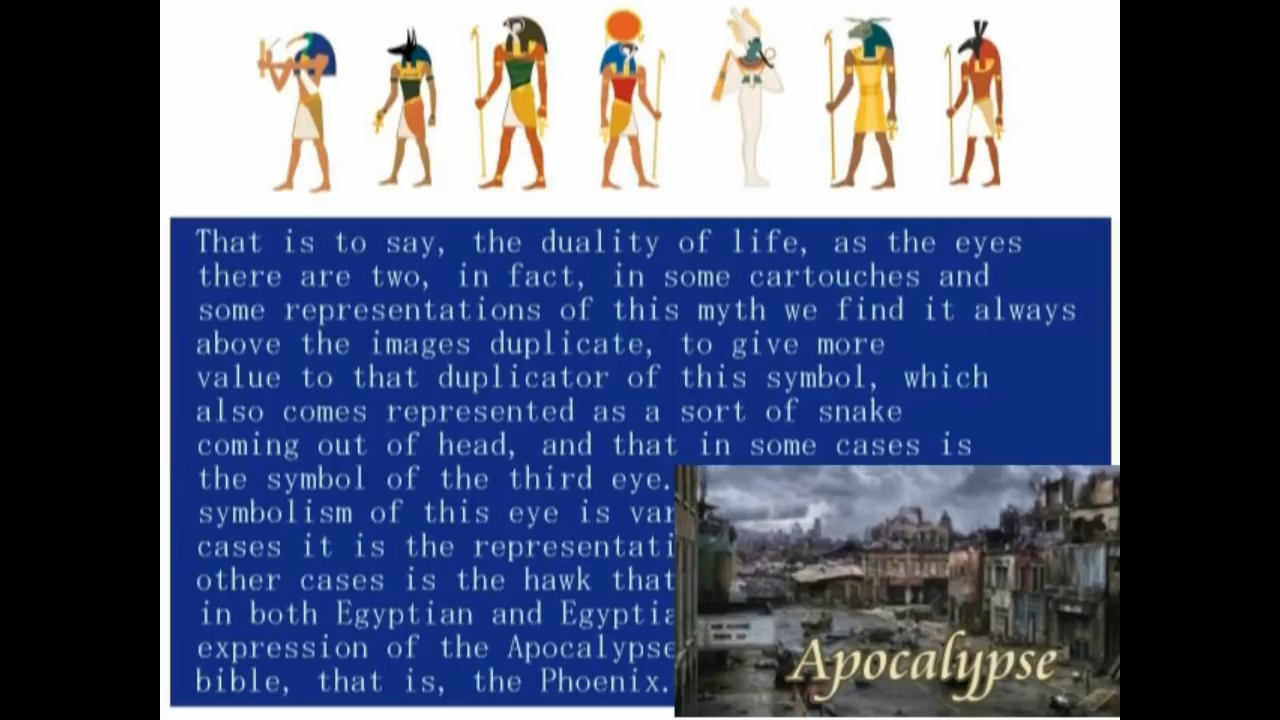 That is to say, the duality of life, as the eyes
there are two, in fact, in some cartouches and
some representations of this myth we find it always
above the images duplicate, to give more
value to that duplicator of this symbol, which
also comes represented as a sort of snake
coming out of head, and that in some cases is
the symbol of the third eye.
symbolism of this eye is
cases it is the
other cases is the hawk that
in both Egyptian and
expression of the Apocalypse
bible, that is, the Phoenix.
Apocalypse